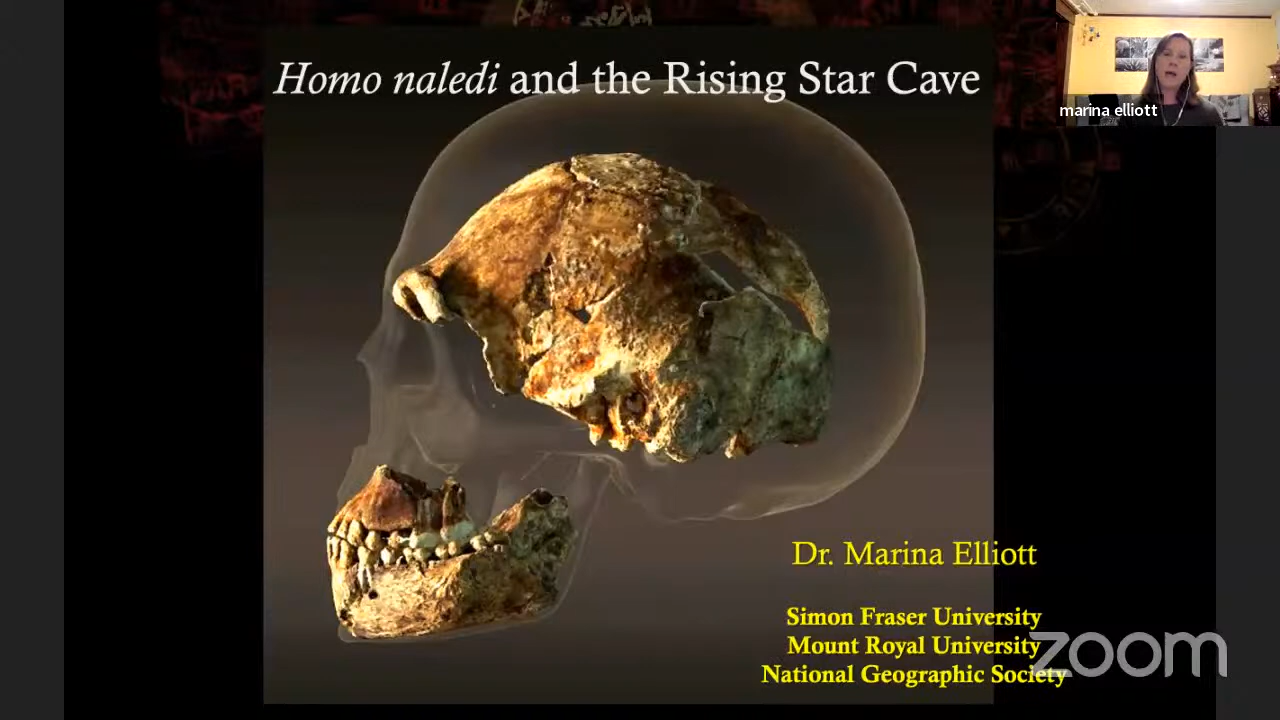 Homo naledi and the Rising Star Cave
marina elliott
Dr. Marina Elliott
Simon Fraser University
Mount Royal University
National Geographic Society
zoom